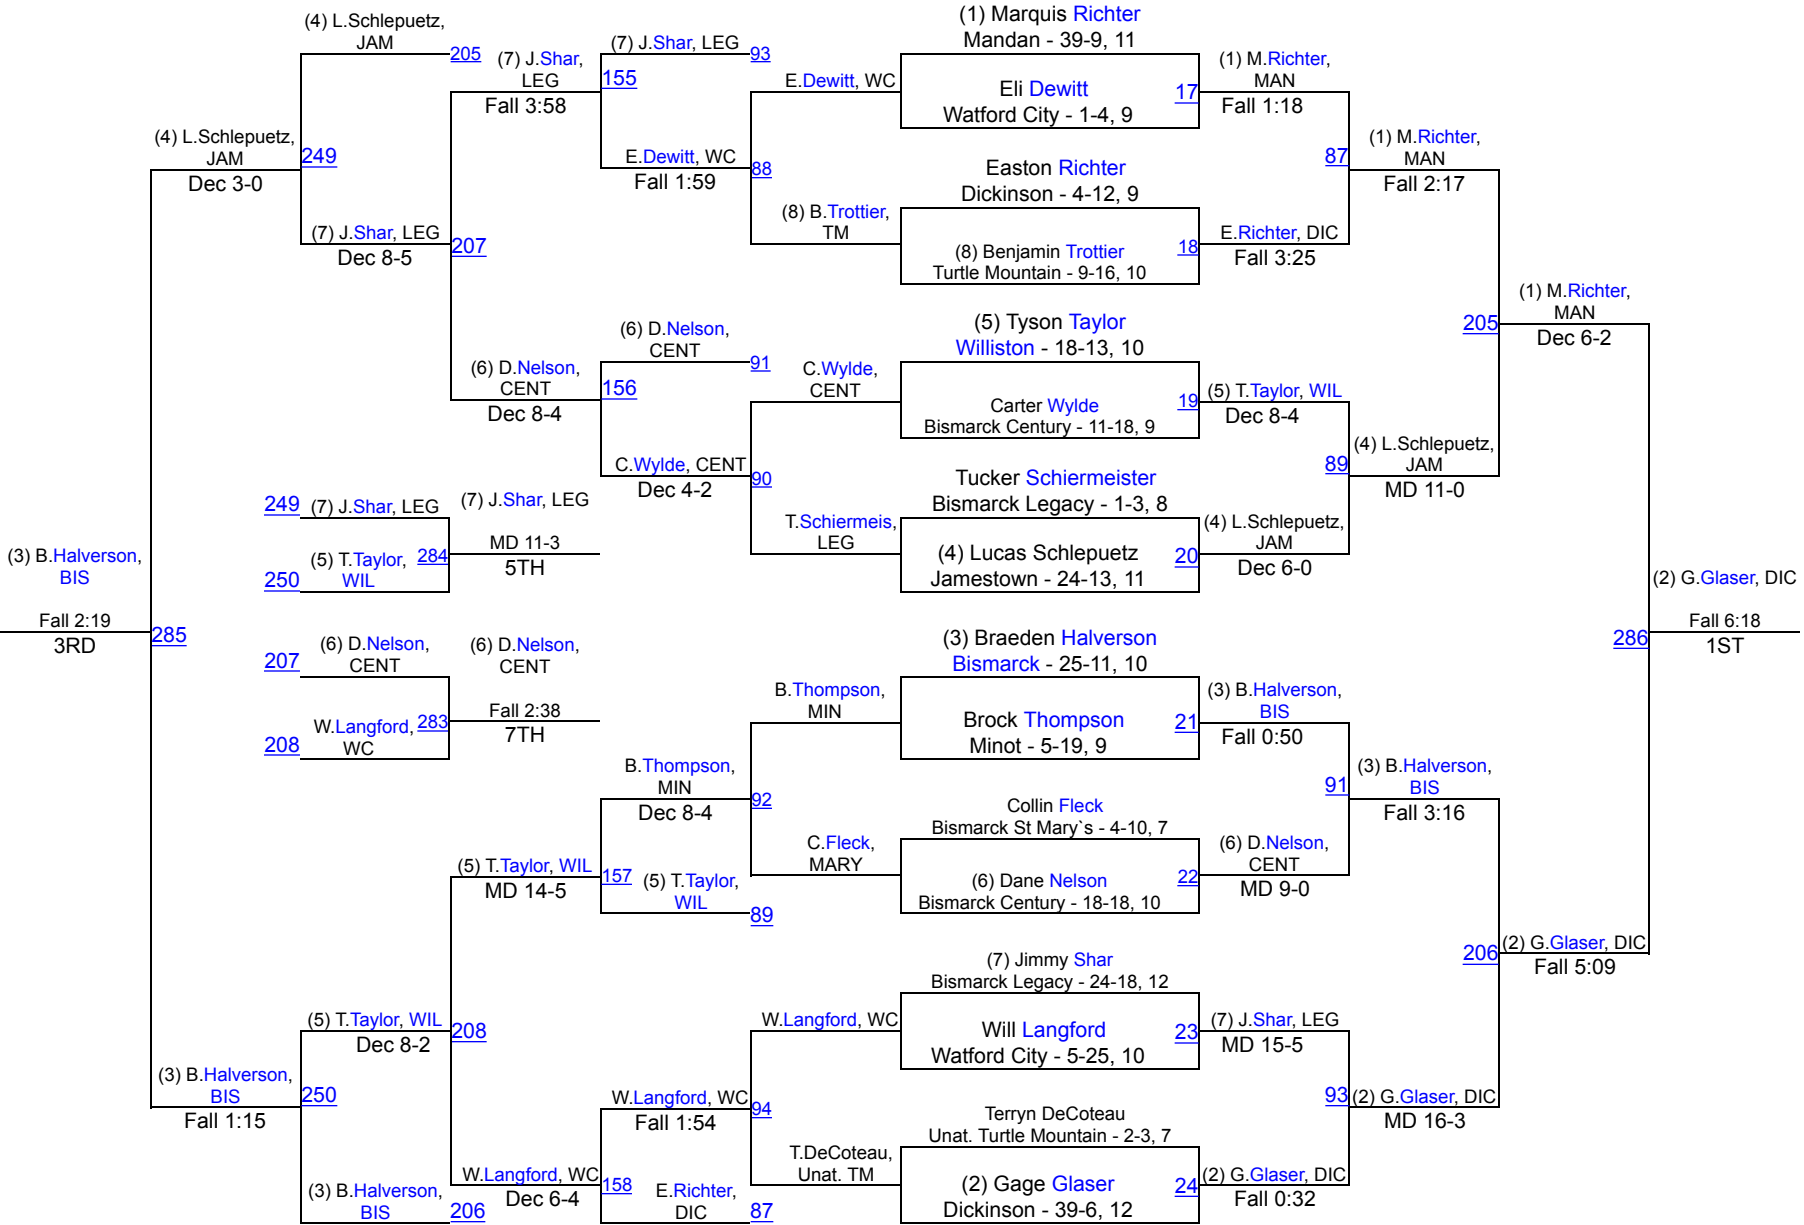 (4) L.Schlepuetz,
JAM
205
(7) J.Shar,
LEG
Fall 3:58
(7) J.Shar, LEG
93
155
E.Dewitt, WC
(4) L.Schlepuetz,
JAM
Dec 3-0
249
E.Dewitt, WC
Fall 1:59
88
(8) B.Trottier,
TM
(7) J.Shar, LEG
Dec 8-5
207
(6) D.Nelson,
CENT
91
(6) D.Nelson,
CENT
Dec 8-4
156
C.Wylde,
CENT
C.Wylde, CENT
Dec 4-2
90
T.Schiermeis,
LEG
249
(7) J.Shar, LEG
(7) J.Shar, LEG
MD 11-3
5TH
(5) T.Taylor,
WIL
284
250
(3) B.Halverson,
BIS
Fall 2:19
3RD
285
207
(6) D.Nelson,
CENT
(6) D.Nelson,
CENT
Fall 2:38
7TH
208
W.Langford,
WC
283
B.Thompson,
MIN
B.Thompson,
MIN
Dec 8-4
92
C.Fleck,
MARY
(5) T.Taylor, WIL
MD 14-5
157
(5) T.Taylor,
WIL
89
(5) T.Taylor, WIL
Dec 8-2
208
W.Langford, WC
(3) B.Halverson,
BIS
Fall 1:15
250
W.Langford, WC
Fall 1:54
94
T.DeCoteau,
Unat. TM
W.Langford, WC
Dec 6-4
158
E.Richter,
DIC
87
(3) B.Halverson,
BIS
206
(1) Marquis Richter
Mandan - 39-9, 11
Eli Dewitt
Watford City - 1-4, 9
17
(1) M.Richter,
MAN
Fall 1:18
Easton Richter
Dickinson - 4-12, 9
(8) Benjamin Trottier
Turtle Mountain - 9-16, 10
18
E.Richter, DIC
Fall 3:25
87
(1) M.Richter,
MAN
Fall 2:17
(5) Tyson Taylor
Williston - 18-13, 10
Carter Wylde
Bismarck Century - 11-18, 9
19
(5) T.Taylor, WIL
Dec 8-4
Tucker Schiermeister
Bismarck Legacy - 1-3, 8
(4) Lucas Schlepuetz
Jamestown - 24-13, 11
20
(4) L.Schlepuetz,
JAM
Dec 6-0
89
(4) L.Schlepuetz,
JAM
MD 11-0
205
(1) M.Richter,
MAN
Dec 6-2
(3) Braeden Halverson
Bismarck - 25-11, 10
Brock Thompson
Minot - 5-19, 9
21
(3) B.Halverson,
BIS
Fall 0:50
Collin Fleck
Bismarck St Mary`s - 4-10, 7
(6) Dane Nelson
Bismarck Century - 18-18, 10
22
(6) D.Nelson,
CENT
MD 9-0
91
(3) B.Halverson,
BIS
Fall 3:16
(7) Jimmy Shar
Bismarck Legacy - 24-18, 12
Will Langford
Watford City - 5-25, 10
23
(7) J.Shar, LEG
MD 15-5
Terryn DeCoteau
Unat. Turtle Mountain - 2-3, 7
(2) Gage Glaser
Dickinson - 39-6, 12
24
(2) G.Glaser, DIC
Fall 0:32
93
(2) G.Glaser, DIC
MD 16-3
206
(2) G.Glaser, DIC
Fall 5:09
286
(2) G.Glaser, DIC
Fall 6:18
1ST